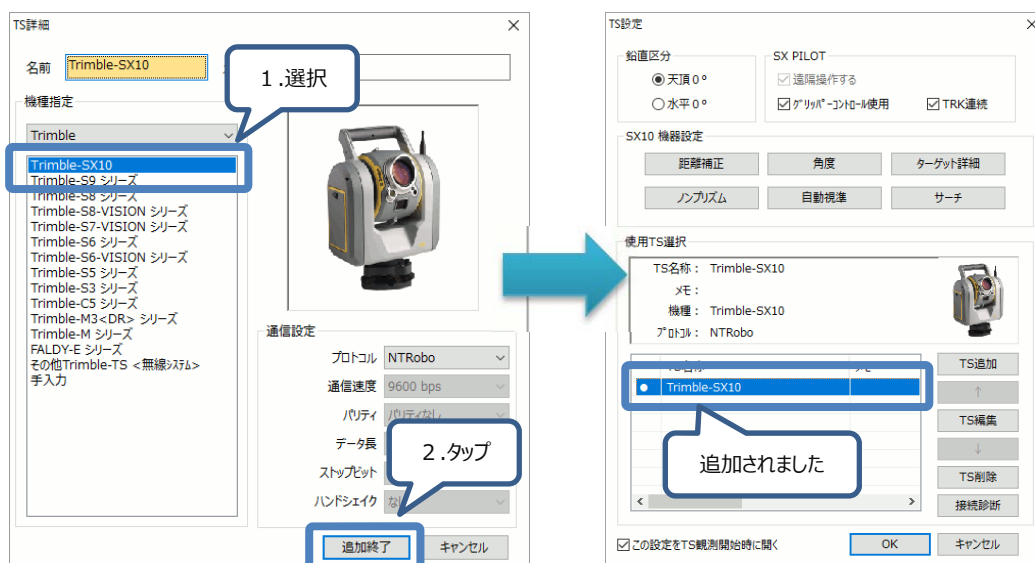 TS詳細
名前 Trimble-SX10
1.選択
機種指定
Trimble
Trimble-SX10
Trimble-S9 シリーズ
Trimble-S8 シリーズ
Trimble-S8-VISION シリーズ
Trimble-S7-VISION シリーズ
Trimble-S6 シリーズ
Trimble-S6-VISION シリーズ
Trimble-S5 シリーズ
Trimble-S3 シリーズ
Trimble-C5 シリーズ
Trimble-M3<DR> シリーズ
Trimble-M シリーズ
FALDY-E シリーズ
その他Trimble-TS <無線ｼｽﾃﾑ>
手入力
通信設定
プロトコル NTRobo
通信速度 9600 bps
パリティ パリティなし
データ長
ストップビット
ハンドシェイク
2.タップ
追加終了 キャンセル
TS設定
鉛直区分
天頂０°
水平０°
SX PILOT
遠隔操作する
ｸﾞﾘｯﾊﾟｰｺﾝﾄﾛｰﾙ使用 TRK連続
SX10 機器設定
距離補正 角度 ターゲット詳細
ノンプリズム 自動視準 サーチ
使用TS選択
TS名称： Trimble-SX10
ﾒﾓ：
機種： Trimble-SX10
ﾌﾟﾛﾄｺﾙ： NTRobo
Trimble-SX10
追加されました
TS追加
↑
TS編集
↓
TS削除
接続診断
この設定をTS観測開始時に開く OK キャンセル